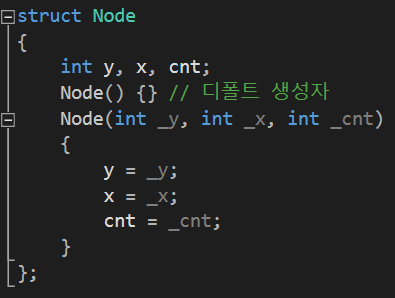 struct Node
{
    int y, x, cnt;
    Node() {} // 디폴트 생성자
    Node(int _y, int _x, int _cnt)
    {
        y = _y;
        x = _x;
        cnt = _cnt;
    }
};